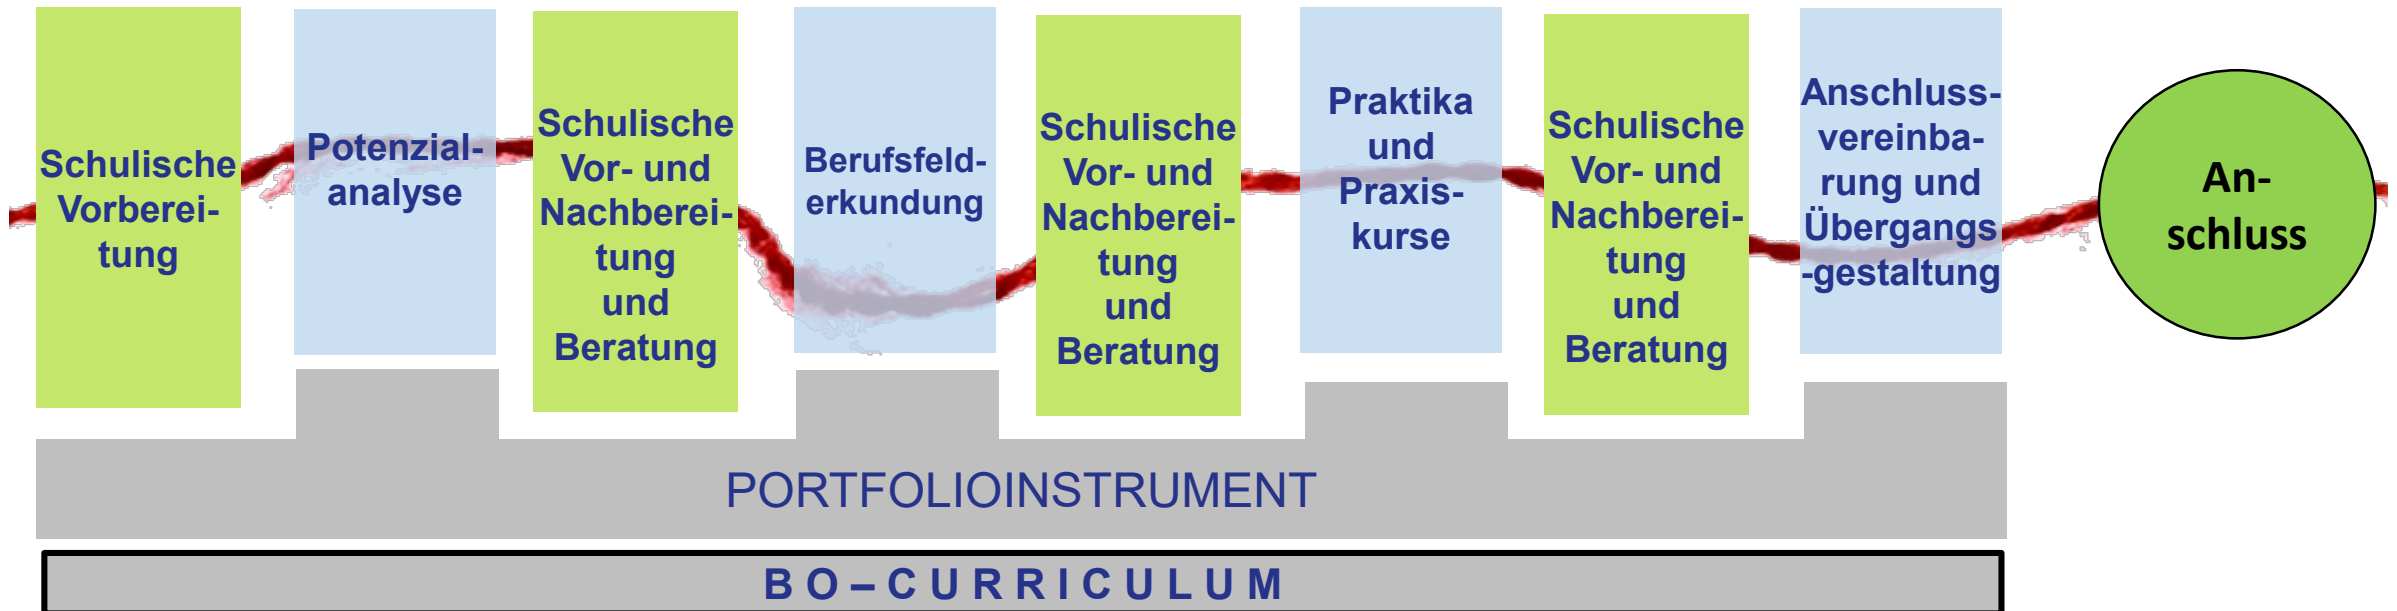 Schulische
Vorberei-
tung
Potenzial-
analyse
Schulische
Vor- und
Nachberei-
tung
und
Beratung
Berufsfeld-
erkundung
Schulische
Vor- und
Nachberei-
tung
und
Beratung
Praktika
und
Praxis-
kurse
Schulische
Vor- und
Nachberei-
tung
und
Beratung
Anschluss-
vereinba-
rung und
Übergangs
-gestaltung
An-
schluss
PORTFOLIOINSTRUMENT
B O – C U R R I C U L U M